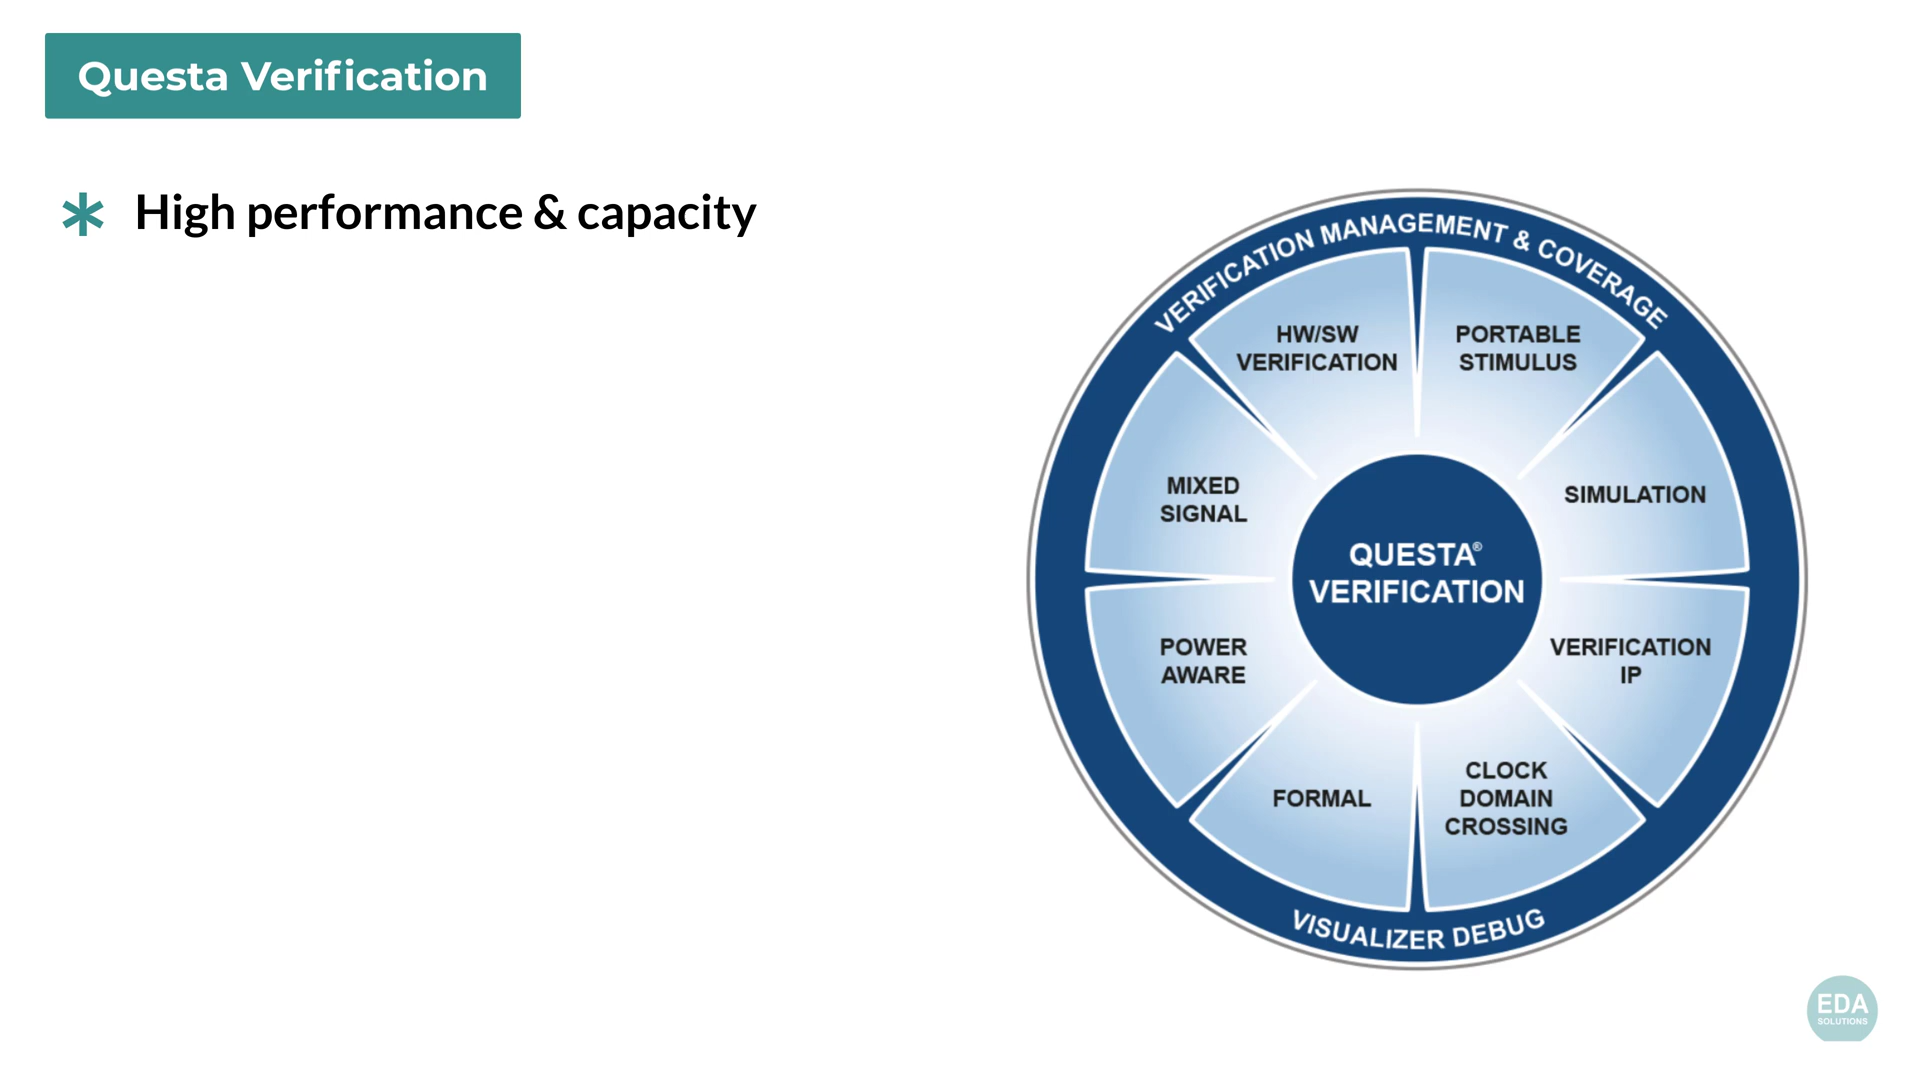 Questa Verification
High performance & capacity
VERIFICATION MANAGEMENT & COVERAGE
HW/SW
VERIFICATION
PORTABLE
STIMULUS
MIXED
SIGNAL
SIMULATION
QUESTA®
VERIFICATION
POWER
AWARE
VERIFICATION
IP
FORMAL
CLOCK
DOMAIN
CROSSING
VISUALIZER DEBUG
EDA
SOLUTIONS